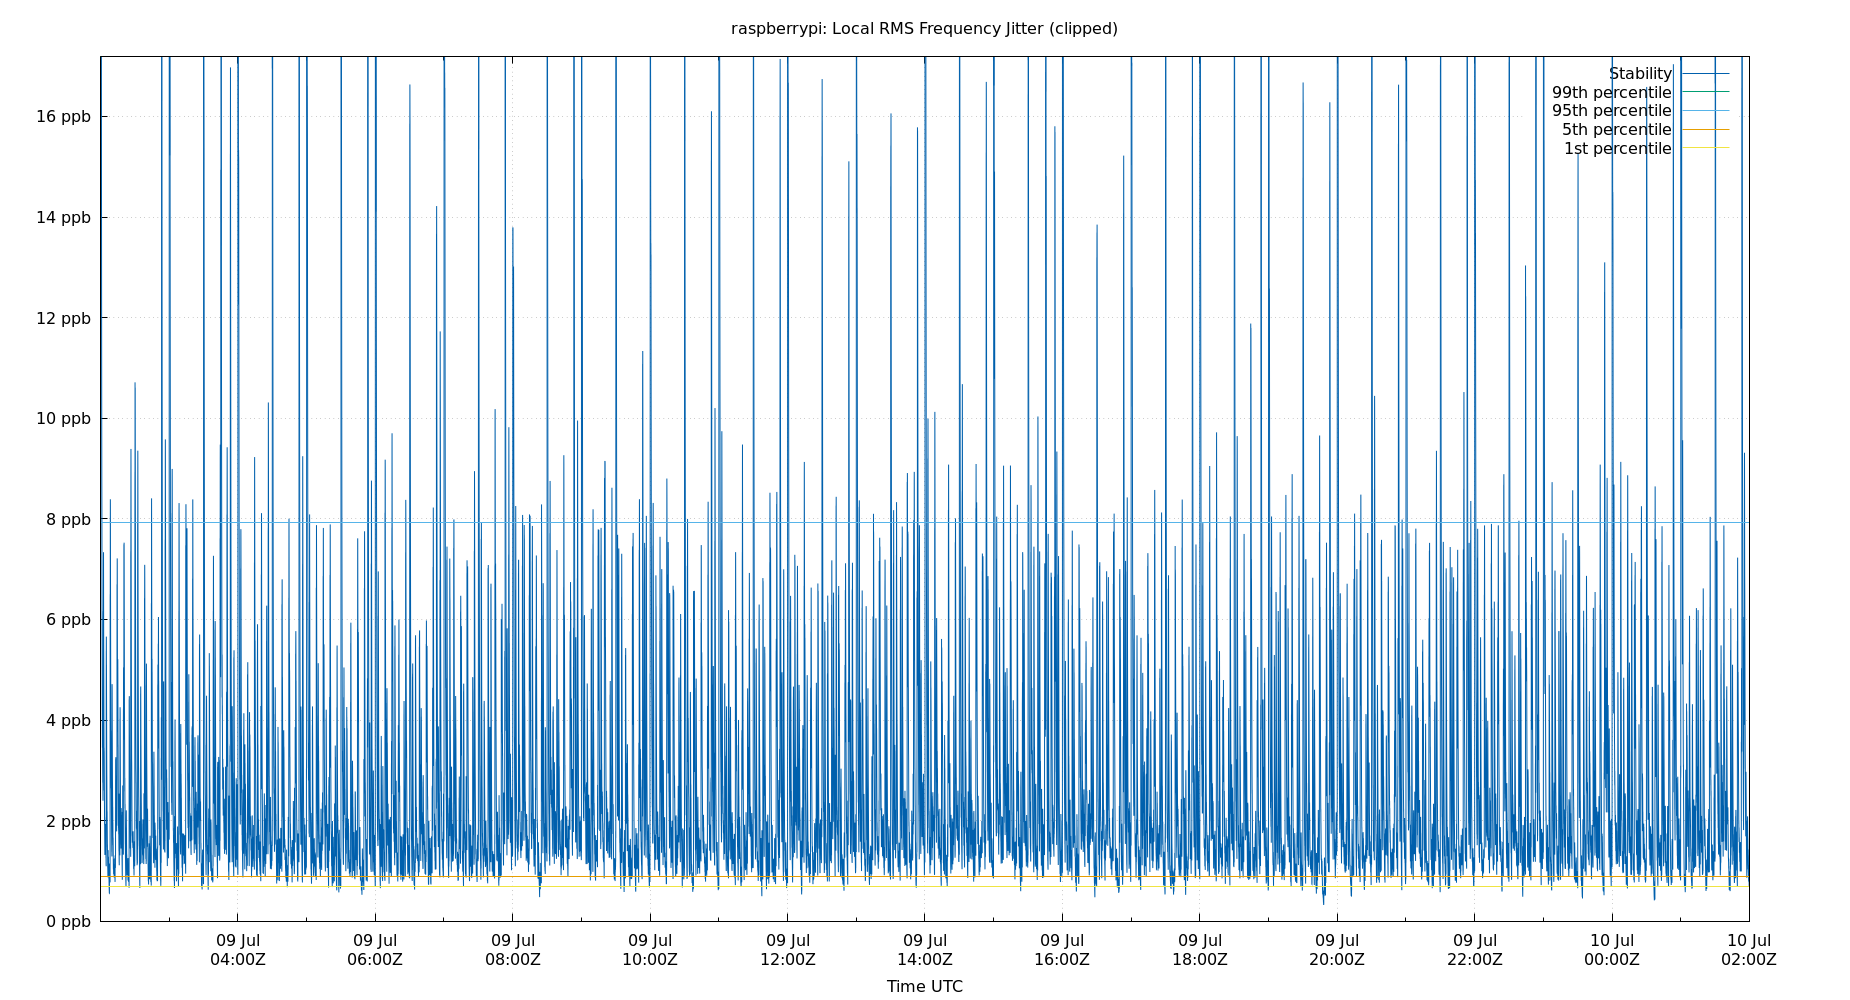 raspberrypi: Local RMS Frequency Jitter (clipped)
Stability
99th percentile
95th percentile
5th percentile
1st percentile
16 ppb
14 ppb
12 ppb
10 ppb
8 ppb
6 ppb
4 ppb
2 ppb
0 ppb
09 Jul 09 Jul 09 Jul 09 Jul 09 Jul 09 Jul 09 Jul 09 Jul 09 Jul 09 Jul 10 Jul 10 Jul
04:00Z 06:00Z 08:00Z 10:00Z 12:00Z 14:00Z 16:00Z 18:00Z 20:00Z 22:00Z 00:00Z 02:00Z
Time UTC